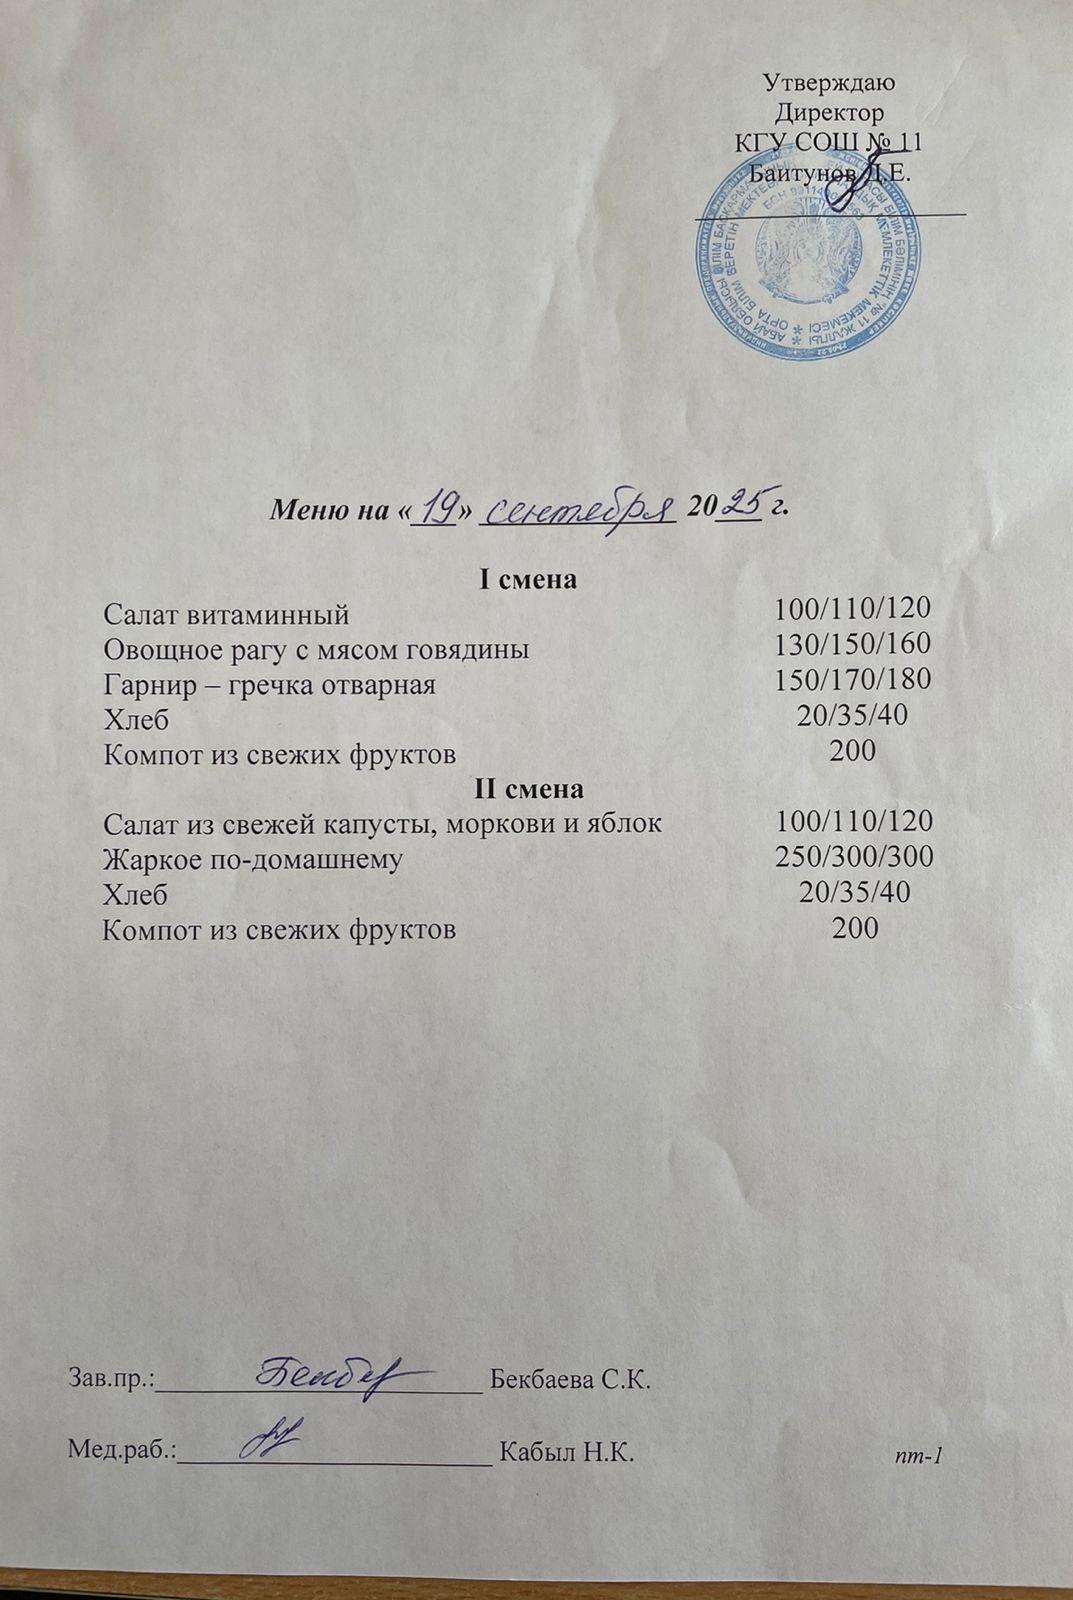 Утверждаю
Директор
КГУ СОШ № 11
Баитунов Д.Е.
Меню на «19» сентября 2025 г.
I смена
Салат витаминный 100/110/120
Овощное рагу с мясом говядины 130/150/160
Гарнир – гречка отварная 150/170/180
Хлеб 20/35/40
Компот из свежих фруктов 200
II смена
Салат из свежей капусты, моркови и яблок 100/110/120
Жаркое по-домашнему 250/300/300
Хлеб 20/35/40
Компот из свежих фруктов 200
Зав.пр.: Бекбаева С.К.
Мед.раб.: Кабыл Н.К.
пт-1